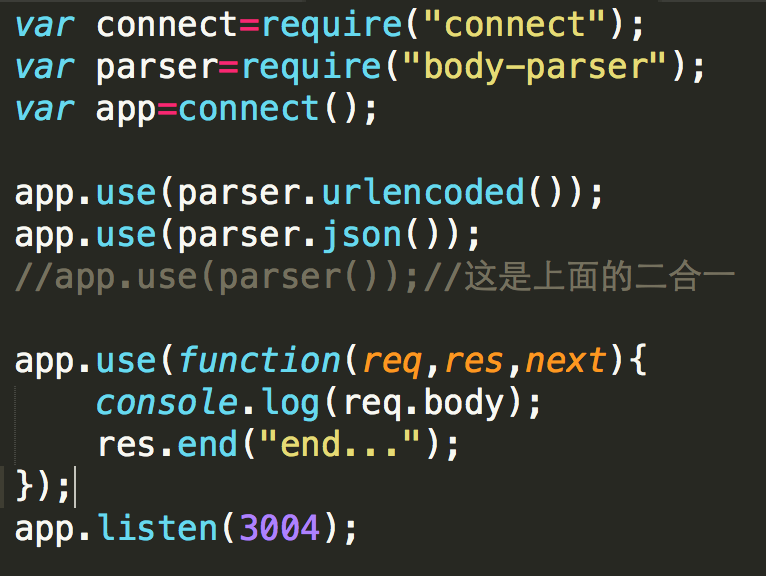 var connect=require("connect");
var parser=require("body-parser");
var app=connect();

app.use(parser.urlencoded());
app.use(parser.json());
//app.use(parser());//这是上面的二合一

app.use(function(req,res,next){
    console.log(req.body);
    res.end("end...");
});
app.listen(3004);